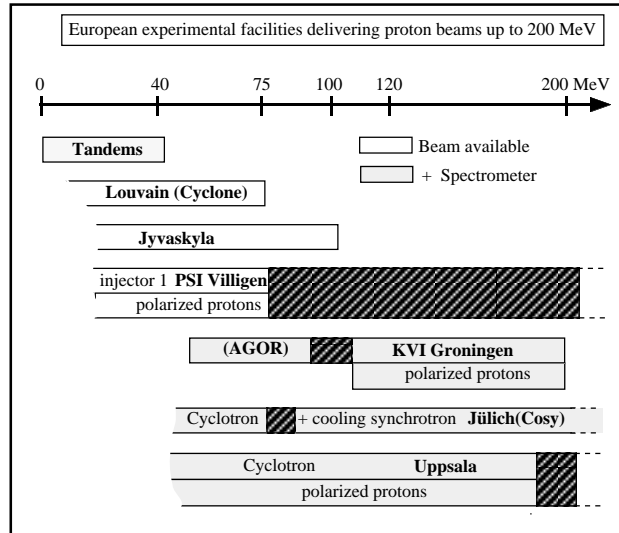 European experimental facilities delivering proton beams up to 200 MeV
0 40 75 100 120 200 MeV
Tandems
Beam available
+ Spectrometer
Louvain (Cyclone)
Jyvaskyla
injector 1 PSI Villigen
polarized protons
(AGOR) KVI Groningen
polarized protons
Cyclotron + cooling synchrotron Jülich(Cosy)
Cyclotron Uppsala
polarized protons